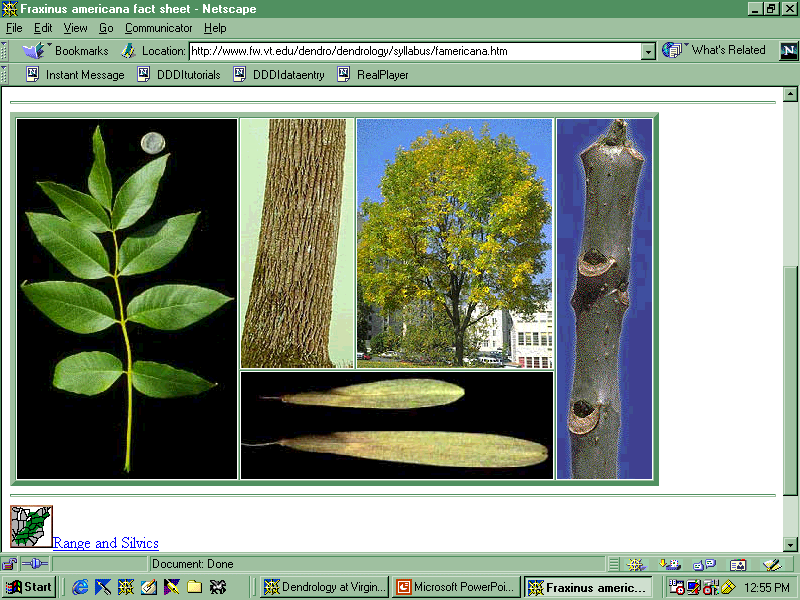 Fraxinus americana fact sheet - Netscape
File Edit View Go Communicator Help
Bookmarks Location: http://www.fw.vt.edu/dendro/dendrology/syllabus/famericana.htm What's Related N
Instant Message DDDItutorials DDDIdataentry RealPlayer
Range and Silvics
Document: Done
Start Dendrology at Virgin... Microsoft PowerPoi... Fraxinus americ... 12:55 PM